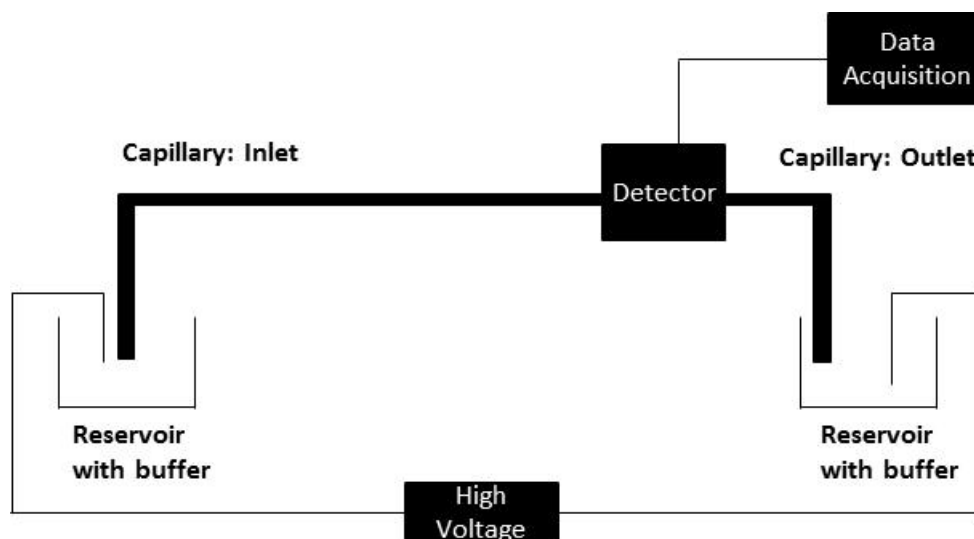 Data
Acquisition
Capillary: Inlet
Capillary: Outlet
Detector
Reservoir
with buffer
Reservoir
with buffer
High
Voltage